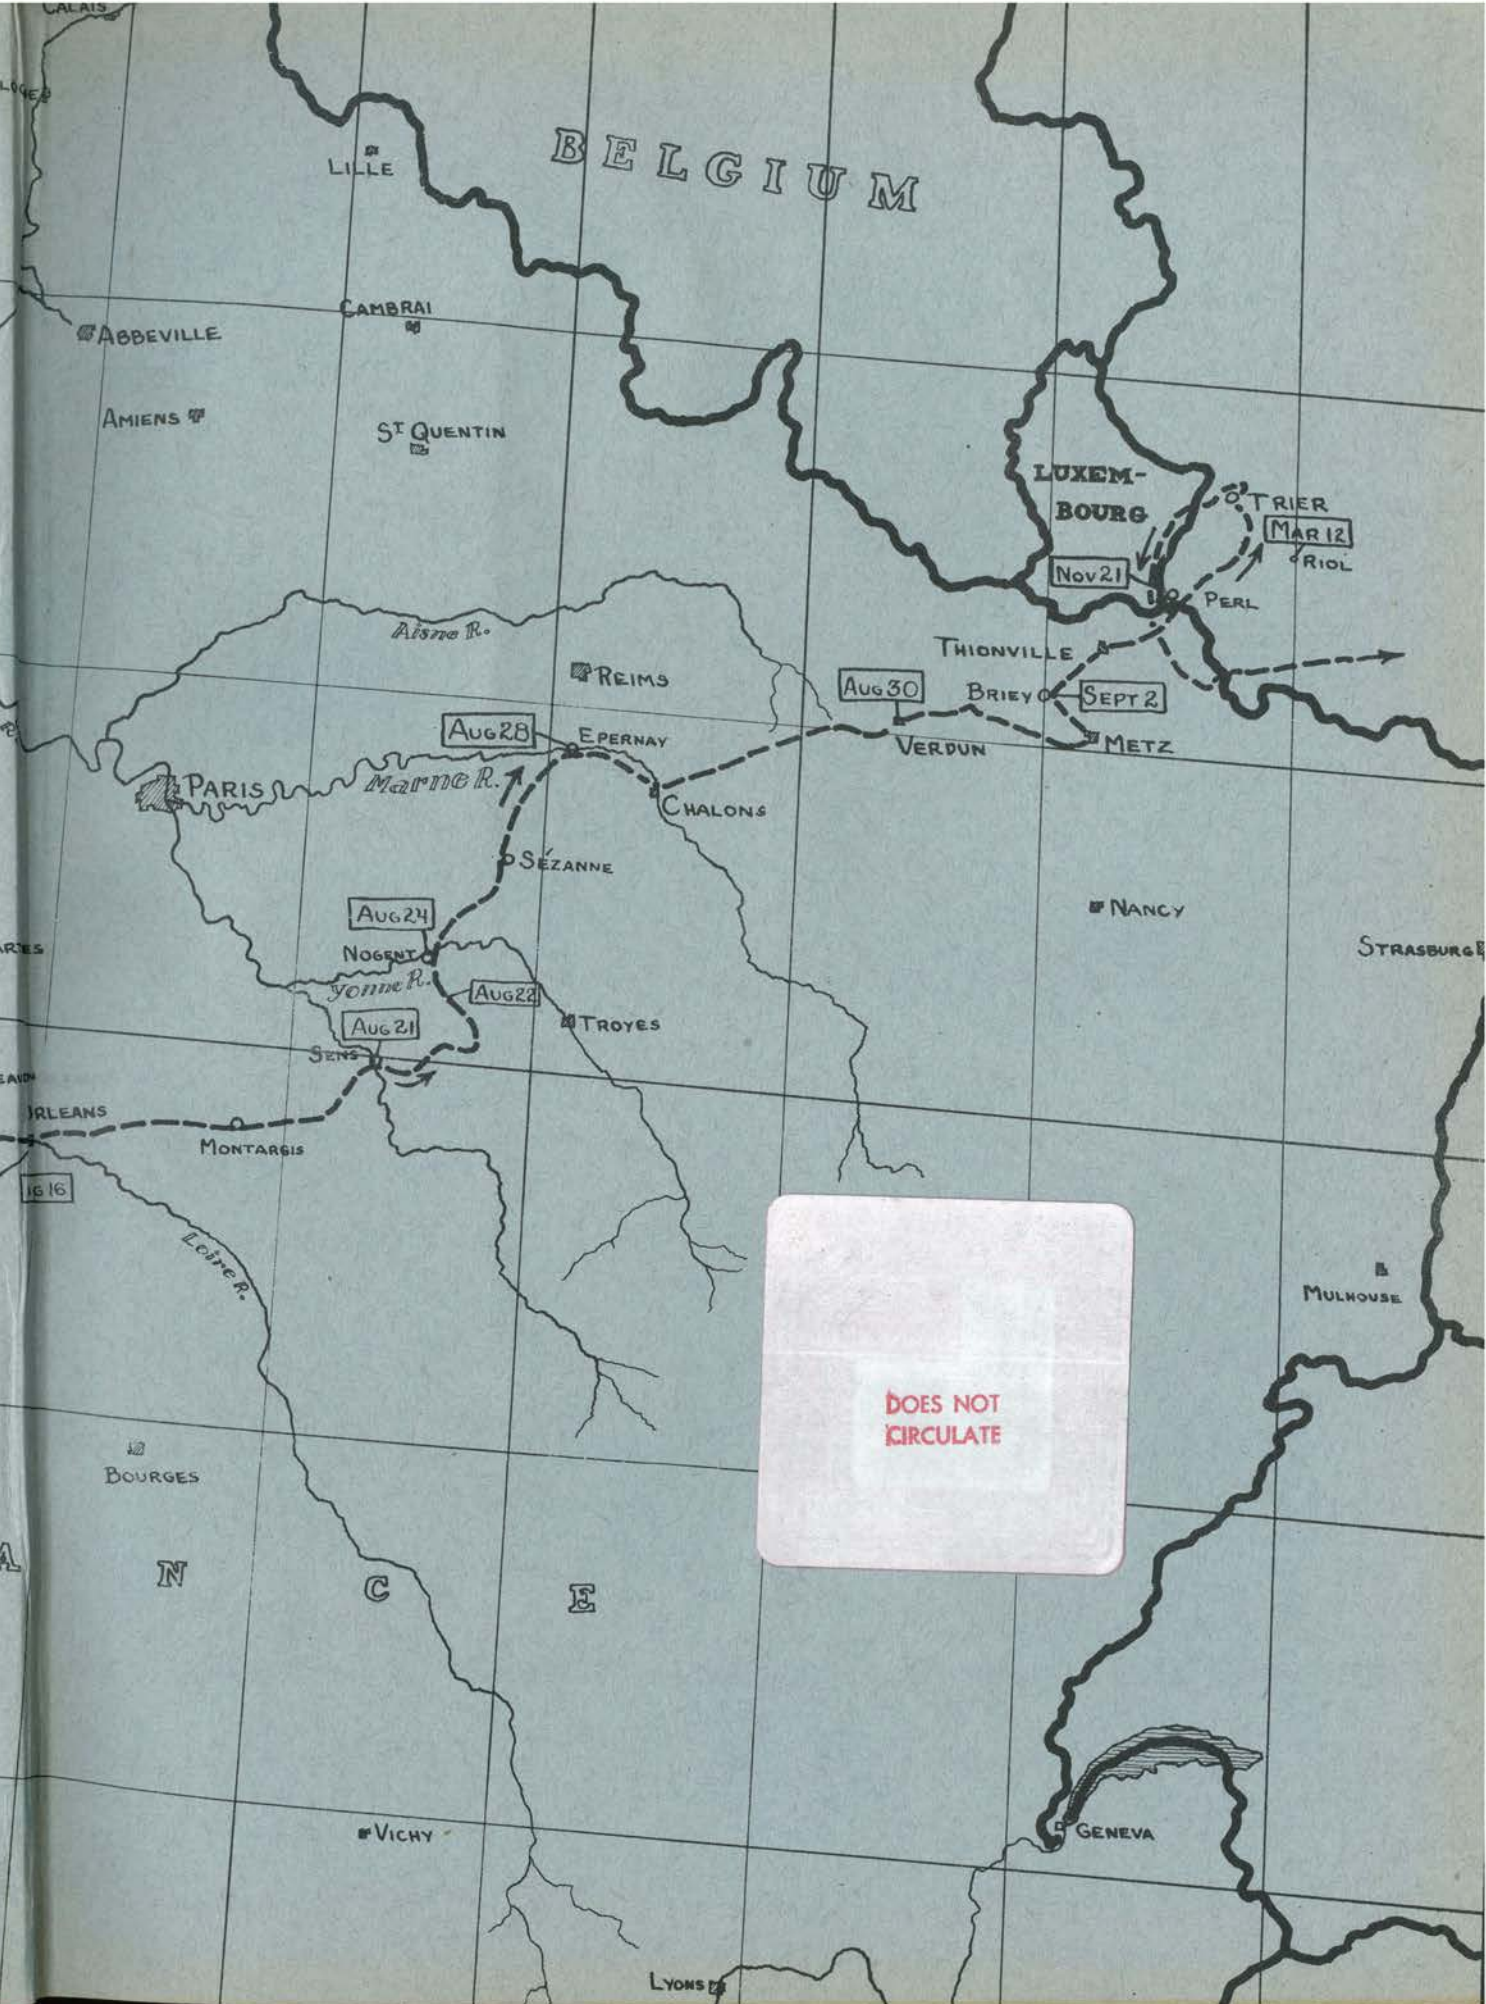 CALAIS
LILLE
BELGIUM
CAMBRAI
ABBEVILLE
AMIENS
ST QUENTIN
LUXEM-
BOURG
TRIER
MAR 12
RIOL
NOV 21
PERL
Aisne R.
THIONVILLE
REIMS
AUG 30
BRIEY
SEPT 2
AUG 28
EPERNAY
VERDUN
METZ
PARIS
Marne R.
CHALONS
SÉZANNE
AUG 24
NANCY
NOGENT
STRASBURG
Yonne R.
AUG 22
AUG 21
TROYES
SENS
RLEANS
MONTARGIS
G 16
Loire R.
MULHOUSE
DOES NOT
CIRCULATE
BOURGES
A N C E
VICHY
GENEVA
LYONS